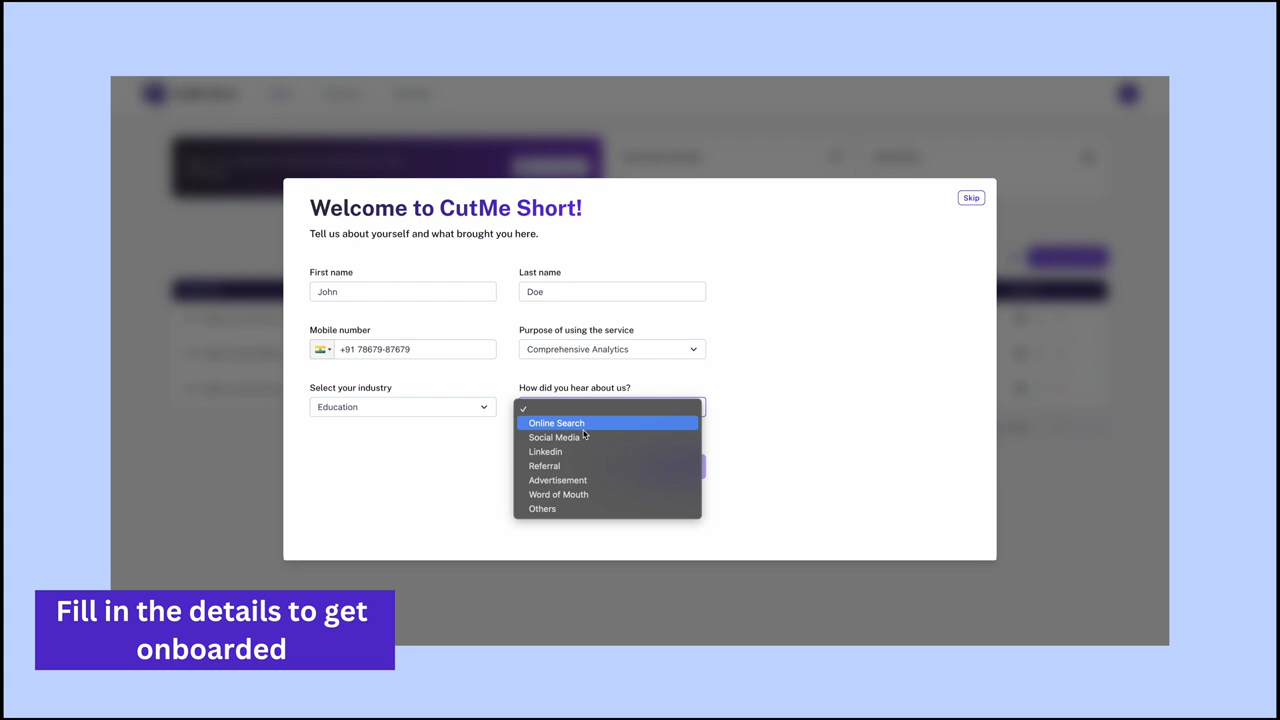 Welcome to CutMe Short!
Skip
Tell us about yourself and what brought you here.
First name
Last name
John
Doe
Mobile number
Purpose of using the service
+91 78679-87679
Comprehensive Analytics
Select your industry
How did you hear about us?
Education
✓
Online Search
Social Media
Linkedin
Referral
Advertisement
Word of Mouth
Others
Fill in the details to get
onboarded